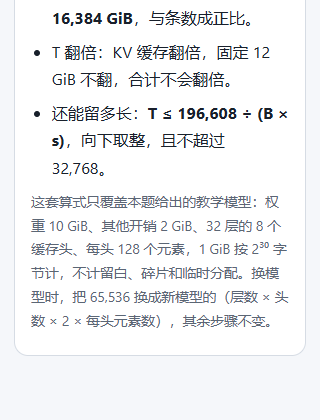 16,384 GiB，与条数成正比。
T 翻倍：KV 缓存翻倍，固定 12
GiB 不翻，合计不会翻倍。
还能留多长：T ≤ 196,608 ÷ (B ×
s)，向下取整，且不超过
32,768。
这套算式只覆盖本题给出的教学模型：权
重 10 GiB、其他开销 2 GiB、32 层的 8 个
缓存头、每头 128 个元素，1 GiB 按 2³⁰ 字
节计，不计留白、碎片和临时分配。换模
型时，把 65,536 换成新模型的（层数 × 头
数 × 2 × 每头元素数），其余步骤不变。